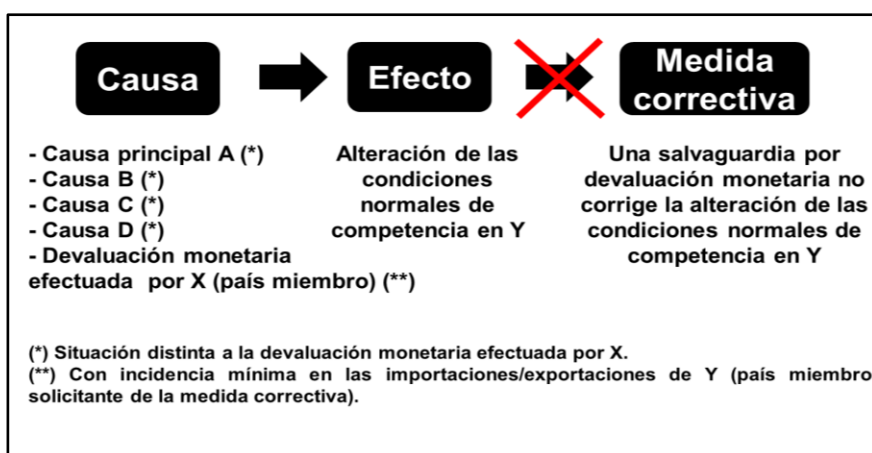 Causa
Efecto
Medida
correctiva
- Causa principal A (*)
- Causa B (*)
- Causa C (*)
- Causa D (*)
- Devaluación monetaria
efectuada por X (país miembro) (**)
Alteración de las
condiciones
normales de
competencia en Y
Una salvaguardia por
devaluación monetaria no
corrige la alteración de las
condiciones normales de
competencia en Y
(*) Situación distinta a la devaluación monetaria efectuada por X.
(**) Con incidencia mínima en las importaciones/exportaciones de Y (país miembro
solicitante de la medida correctiva).